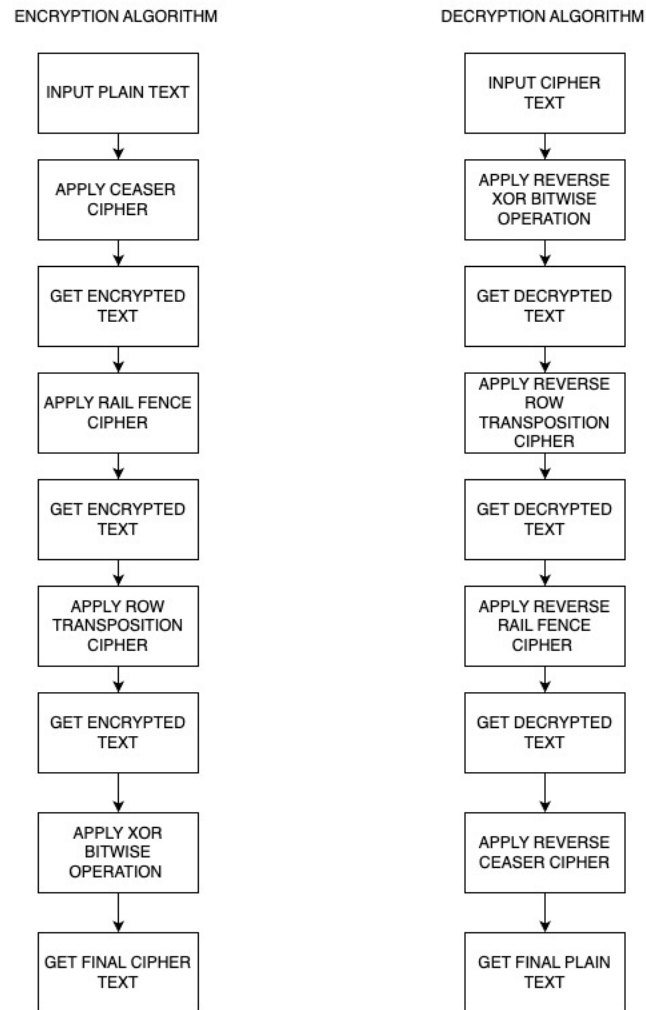 ENCRYPTION ALGORITHM
INPUT PLAIN TEXT
APPLY CEASER
CIPHER
GET ENCRYPTED
TEXT
APPLY RAIL FENCE
CIPHER
GET ENCRYPTED
TEXT
APPLY ROW
TRANSPOSITION
CIPHER
GET ENCRYPTED
TEXT
APPLY XOR
BITWISE
OPERATION
GET FINAL CIPHER
TEXT
DECRYPTION ALGORITHM
INPUT CIPHER
TEXT
APPLY REVERSE
XOR BITWISE
OPERATION
GET DECRYPTED
TEXT
APPLY REVERSE
ROW
TRANSPOSITION
CIPHER
GET DECRYPTED
TEXT
APPLY REVERSE
RAIL FENCE
CIPHER
GET DECRYPTED
TEXT
APPLY REVERSE
CEASER CIPHER
GET FINAL PLAIN
TEXT